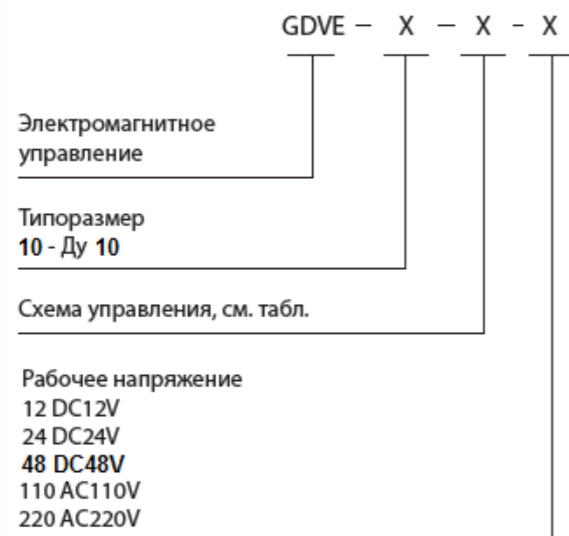 GDVE – X – X - X
Электромагнитное
управление
Типоразмер
10 - Ду 10
Схема управления, см. табл.
Рабочее напряжение
12 DC12V
24 DC24V
48 DC48V
110 AC110V
220 AC220V